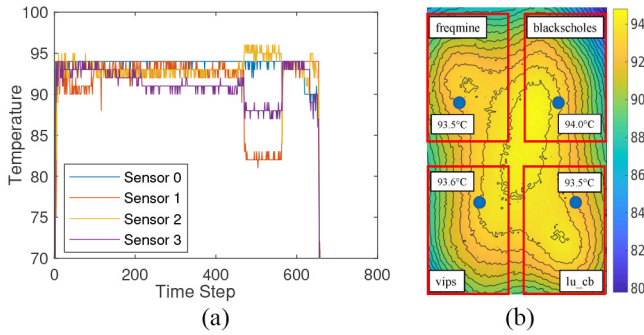 Temperature
100
95
90
85
80
75
70
Sensor 0
Sensor 1
Sensor 2
Sensor 3
0
200
400
600
800
Time Step
(a)
freqmine
blackscholes
93.5°C
94.0°C
93.6°C
93.5°C
vips
lu_cb
94
92
90
88
86
84
82
80
(b)